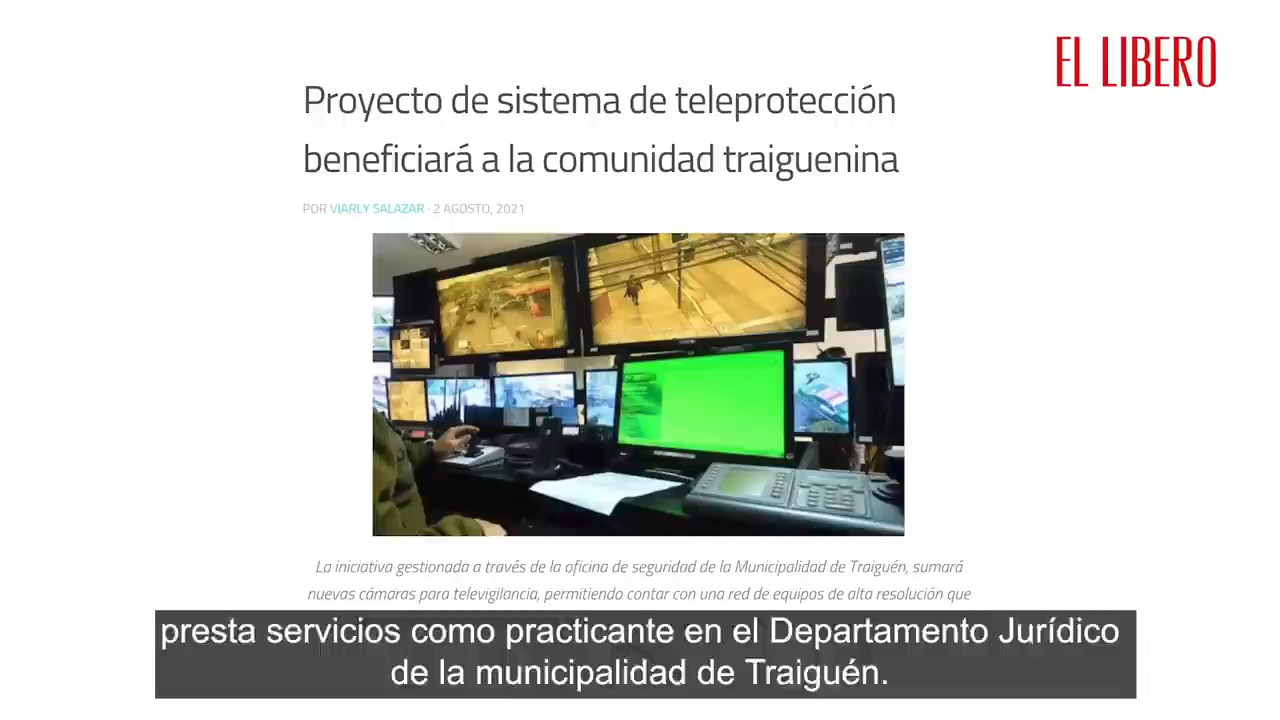 EL LIBERO
Proyecto de sistema de teleprotección
beneficiará a la comunidad traiguenina
POR VIARLY SALAZAR · 2 AGOSTO, 2021
La iniciativa gestionada a través de la oficina de seguridad de la Municipalidad de Traiguén, sumará
nuevas cámaras para televigilancia, permitiendo contar con una red de equipos de alta resolución que
presta servicios como practicante en el Departamento Jurídico
de la municipalidad de Traiguén.